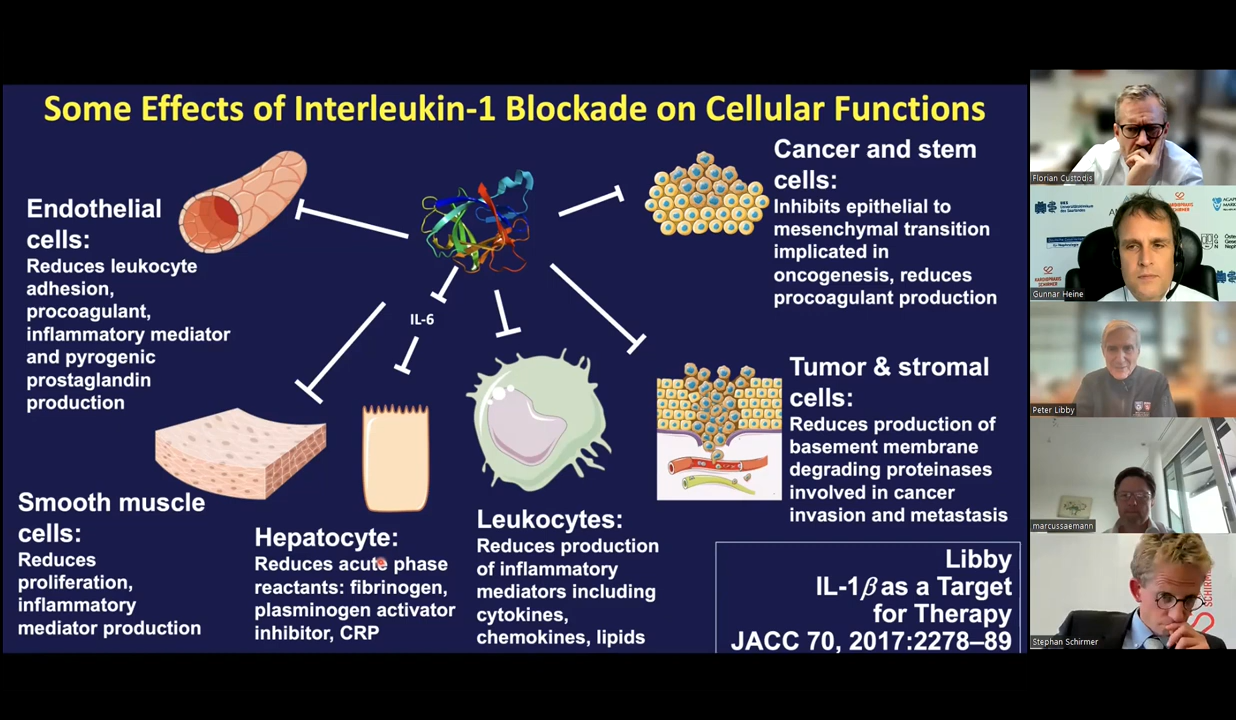 Some Effects of Interleukin-1 Blockade on Cellular Functions
Endothelial
cells:
Reduces leukocyte
adhesion,
procoagulant,
inflammatory mediator
and pyrogenic
prostaglandin
production
Smooth muscle
cells:
Reduces
proliferation,
inflammatory
mediator production
IL-6
Hepatocyte:
Reduces acute phase
reactants: fibrinogen,
plasminogen activator
inhibitor, CRP
Leukocytes:
Reduces production
of inflammatory
mediators including
cytokines,
chemokines, lipids
Cancer and stem
cells:
Inhibits epithelial to
mesenchymal transition
implicated in
oncogenesis, reduces
procoagulant production
Tumor & stromal
cells:
Reduces production of
basement membrane
degrading proteinases
involved in cancer
invasion and metastasis
Libby
IL-1β as a Target
for Therapy
JACC 70, 2017:2278–89
Florian Custodis
Gunnar Heine
Peter Libby
marcussaemann
Stephan Schirmer
SCHIRM